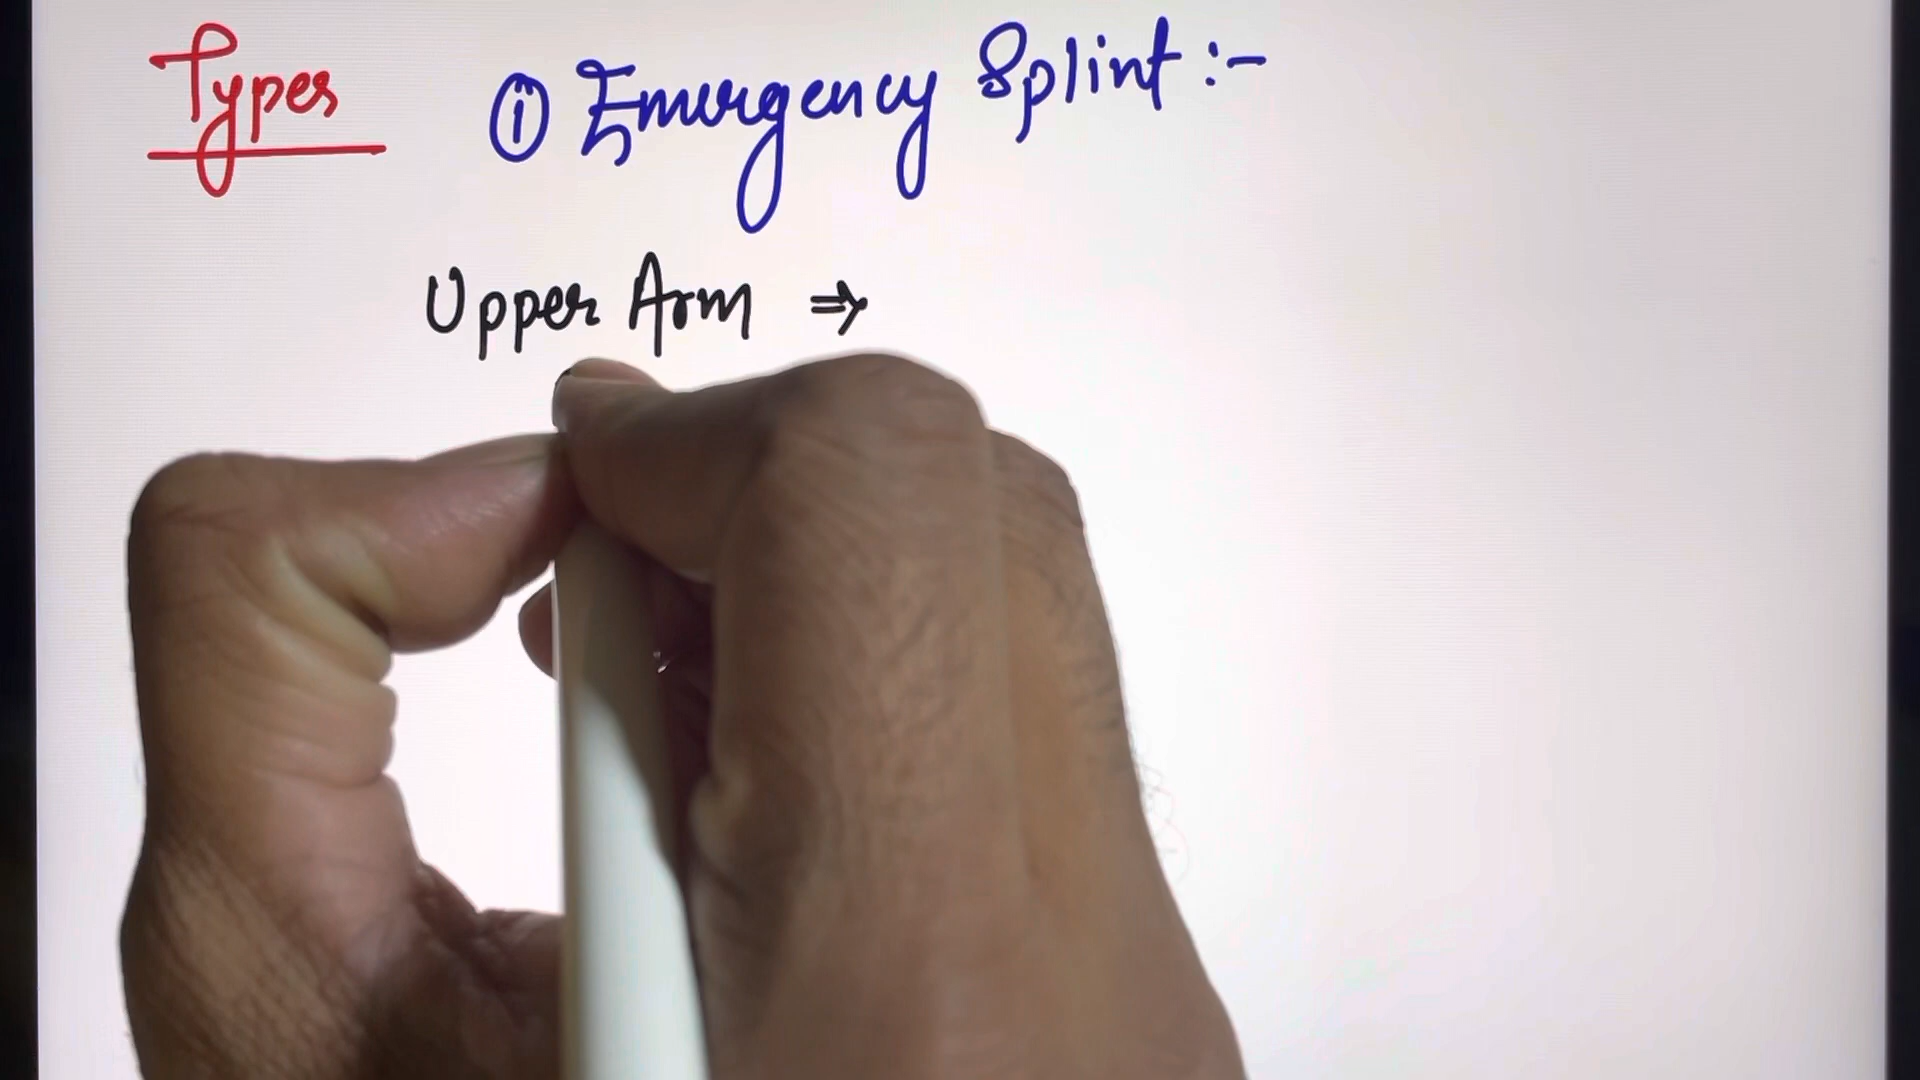 Types ① Emergency Splint :-
Upper Arm ⇒